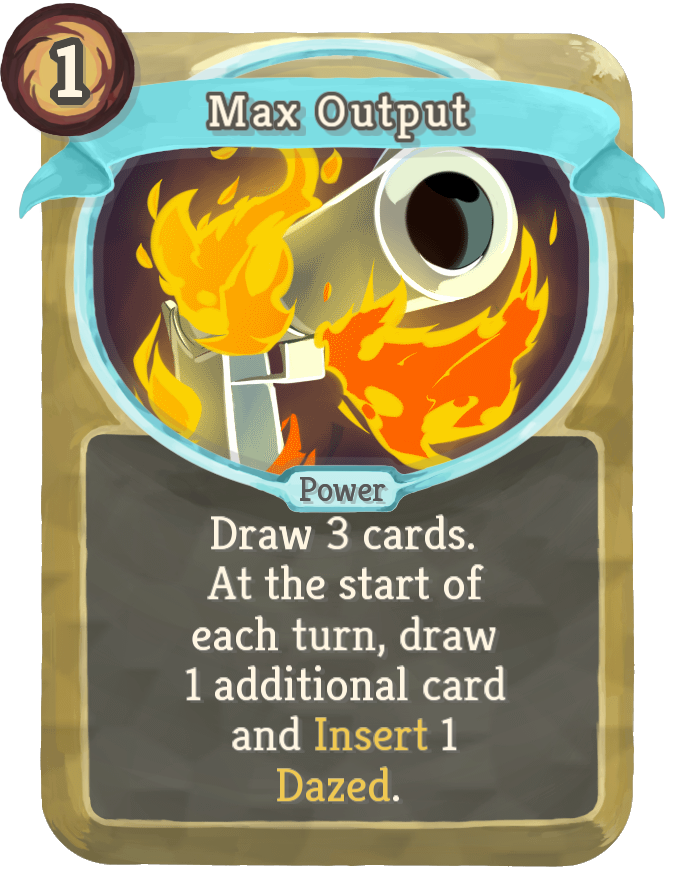 1
Max Output
Power
Draw 3 cards.
At the start of
each turn, draw
1 additional card
and Insert 1
Dazed.